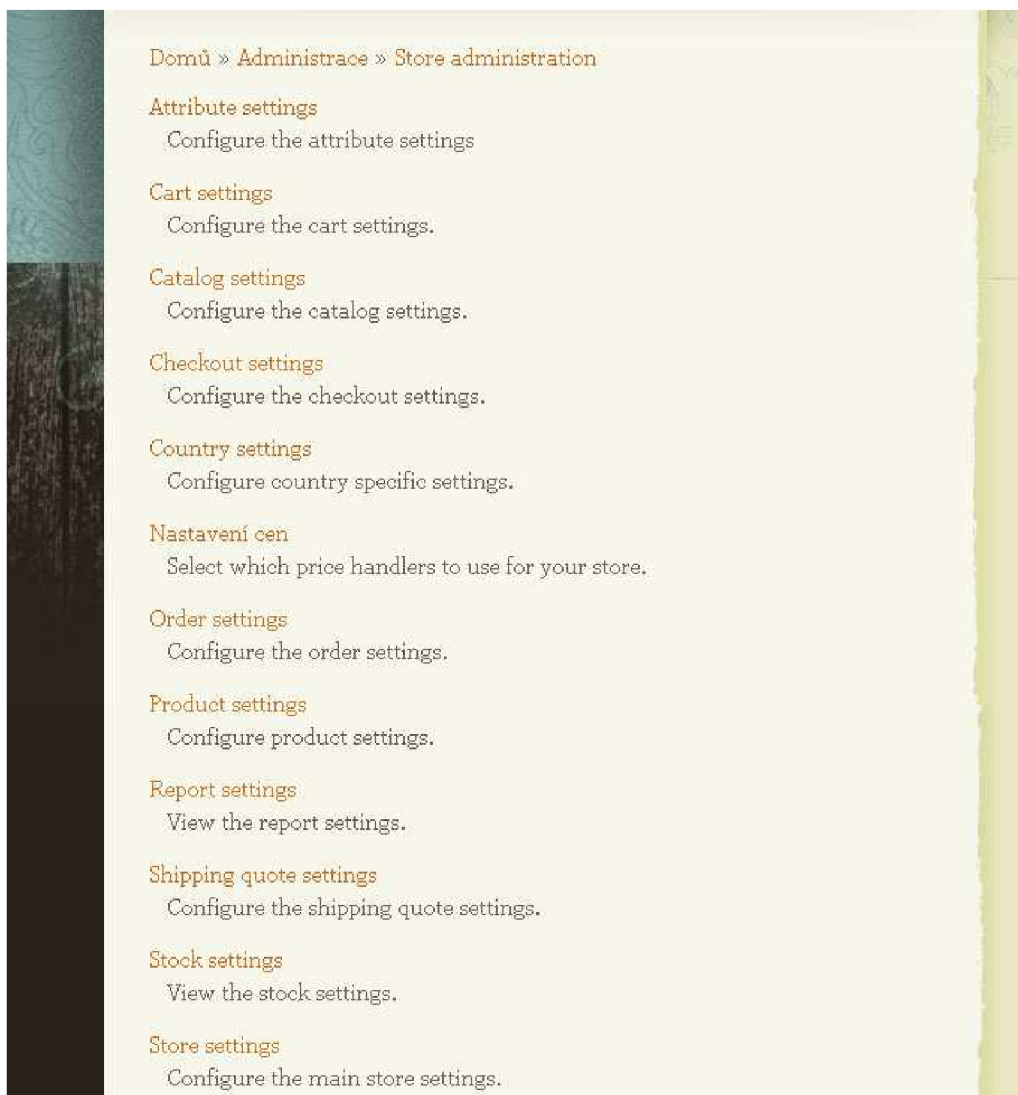 Domů » Administrace » Store administration
Attribute settings
Configure the attribute settings
Cart settings
Configure the cart settings.
Catalog settings
Configure the catalog settings.
Checkout settings
Configure the checkout settings.
Country settings
Configure country specific settings.
Nastavení cen
Select which price handlers to use for your store.
Order settings
Configure the order settings.
Product settings
Configure product settings.
Report settings
View the report settings.
Shipping quote settings
Configure the shipping quote settings.
Stock settings
View the stock settings.
Store settings
Configure the main store settings.